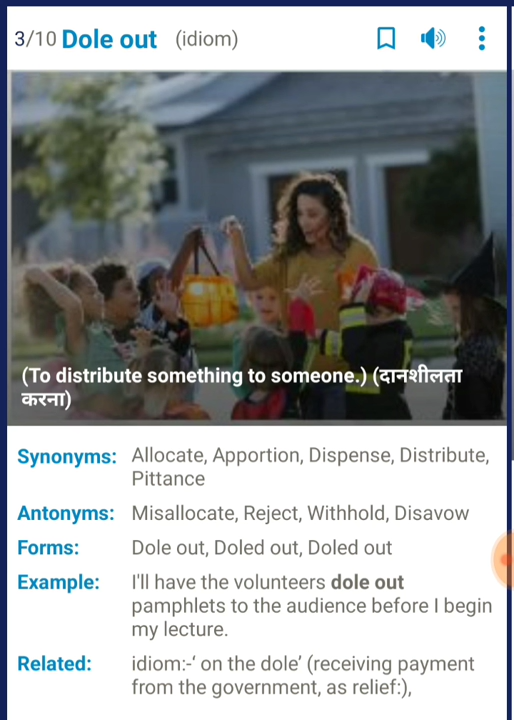 3/10 Dole out (idiom)
(To distribute something to someone.) (दानशीलता
करना)
Synonyms: Allocate, Apportion, Dispense, Distribute,
Pittance
Antonyms: Misallocate, Reject, Withhold, Disavow
Forms: Dole out, Doled out, Doled out
Example: I'll have the volunteers dole out
pamphlets to the audience before I begin
my lecture.
Related: idiom:-‘ on the dole’ (receiving payment
from the government, as relief:),